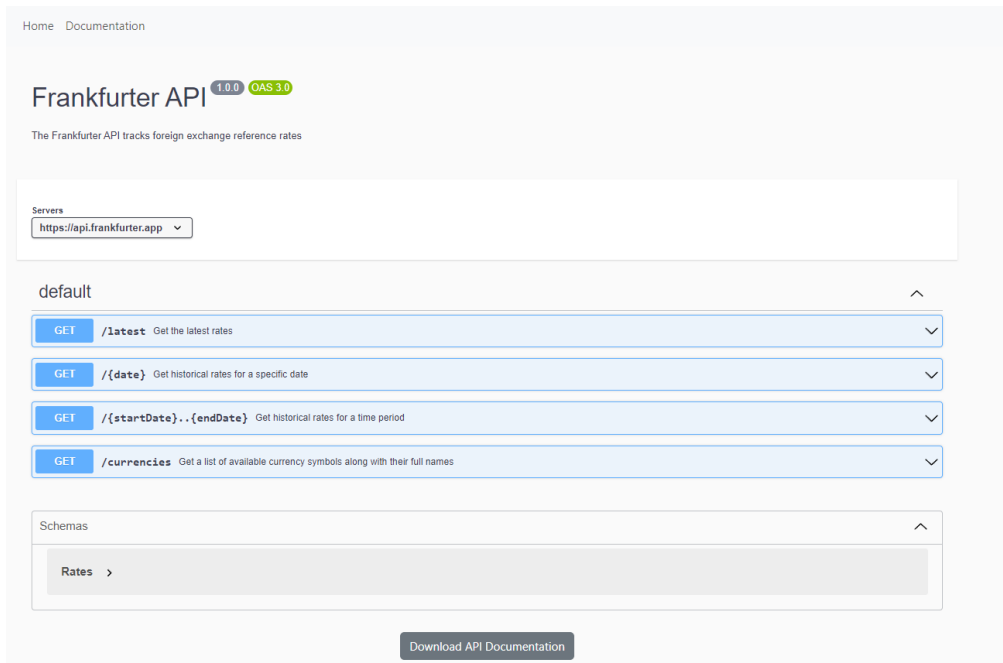 Home Documentation
Frankfurter API 1.0.0 OAS 3.0
The Frankfurter API tracks foreign exchange reference rates
Servers
https://api.frankfurter.app
default
GET /latest Get the latest rates
GET /{date} Get historical rates for a specific date
GET /{startDate}..{endDate} Get historical rates for a time period
GET /currencies Get a list of available currency symbols along with their full names
Schemas
Rates
Download API Documentation